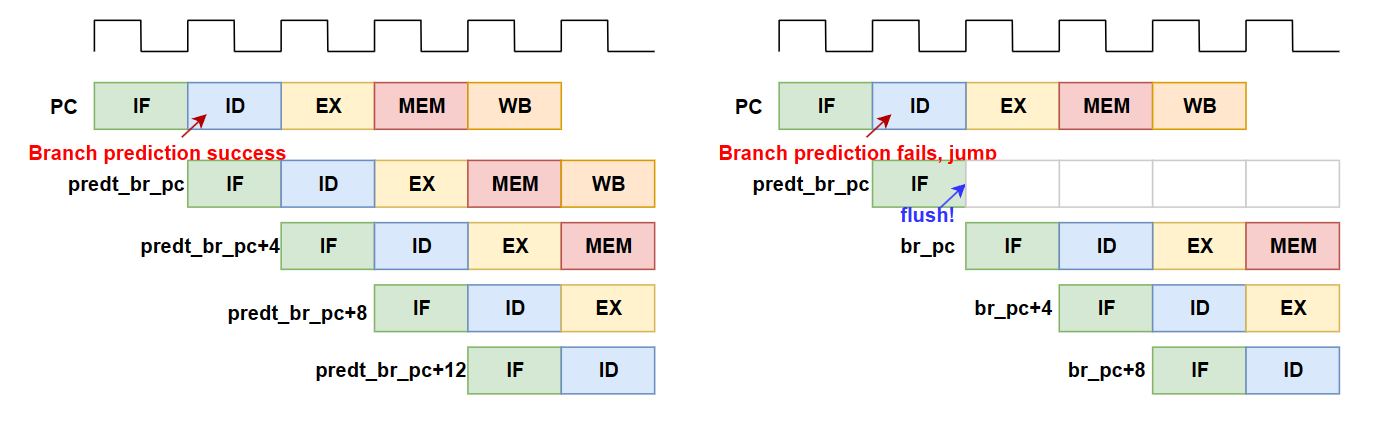 PC IF ID EX MEM WB
Branch prediction success
predt_br_pc IF ID EX MEM WB
predt_br_pc+4 IF ID EX MEM
predt_br_pc+8 IF ID EX
predt_br_pc+12 IF ID
PC IF ID EX MEM WB
Branch prediction fails, jump
predt_br_pc IF
flush!
br_pc IF ID EX MEM
br_pc+4 IF ID EX
br_pc+8 IF ID